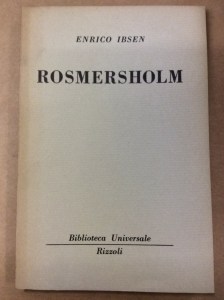 ENRICO IBSEN
ROSMERSHOLM
Biblioteca Universale
Rizzoli